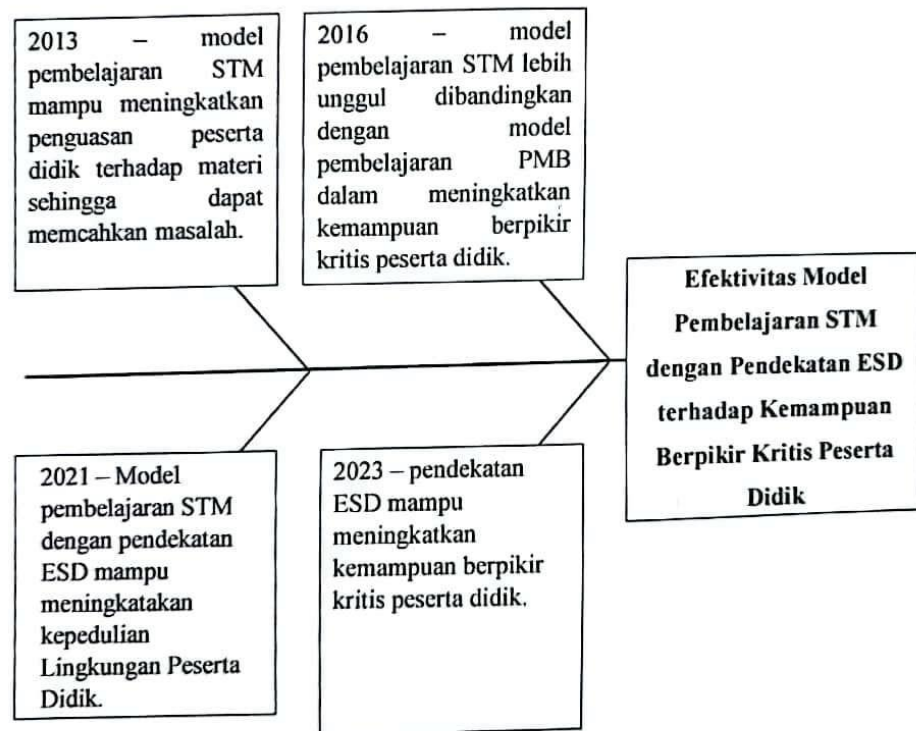 2013 – model
pembelajaran STM
mampu meningkatkan
penguasan peserta
didik terhadap materi
sehingga dapat
memcahkan masalah.
2016 – model
pembelajaran STM lebih
unggul dibandingkan
dengan model
pembelajaran PMB
dalam meningkatkan
kemampuan berpikir
kritis peserta didik.
Efektivitas Model
Pembelajaran STM
dengan Pendekatan ESD
terhadap Kemampuan
Berpikir Kritis Peserta
Didik
2021 – Model
pembelajaran STM
dengan pendekatan
ESD mampu
meningkatakan
kepedulian
Lingkungan Peserta
Didik.
2023 – pendekatan
ESD mampu
meningkatkan
kemampuan berpikir
kritis peserta didik.